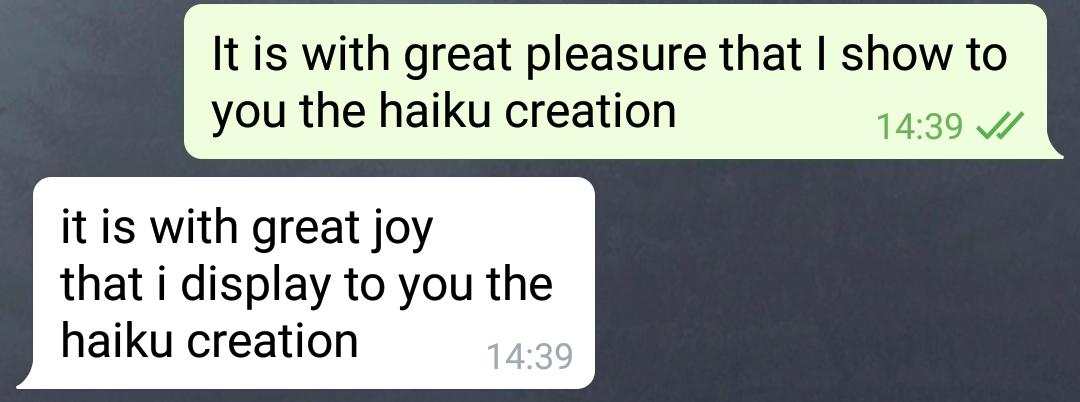 It is with great pleasure that I show to
you the haiku creation
14:39
it is with great joy
that i display to you the
haiku creation
14:39